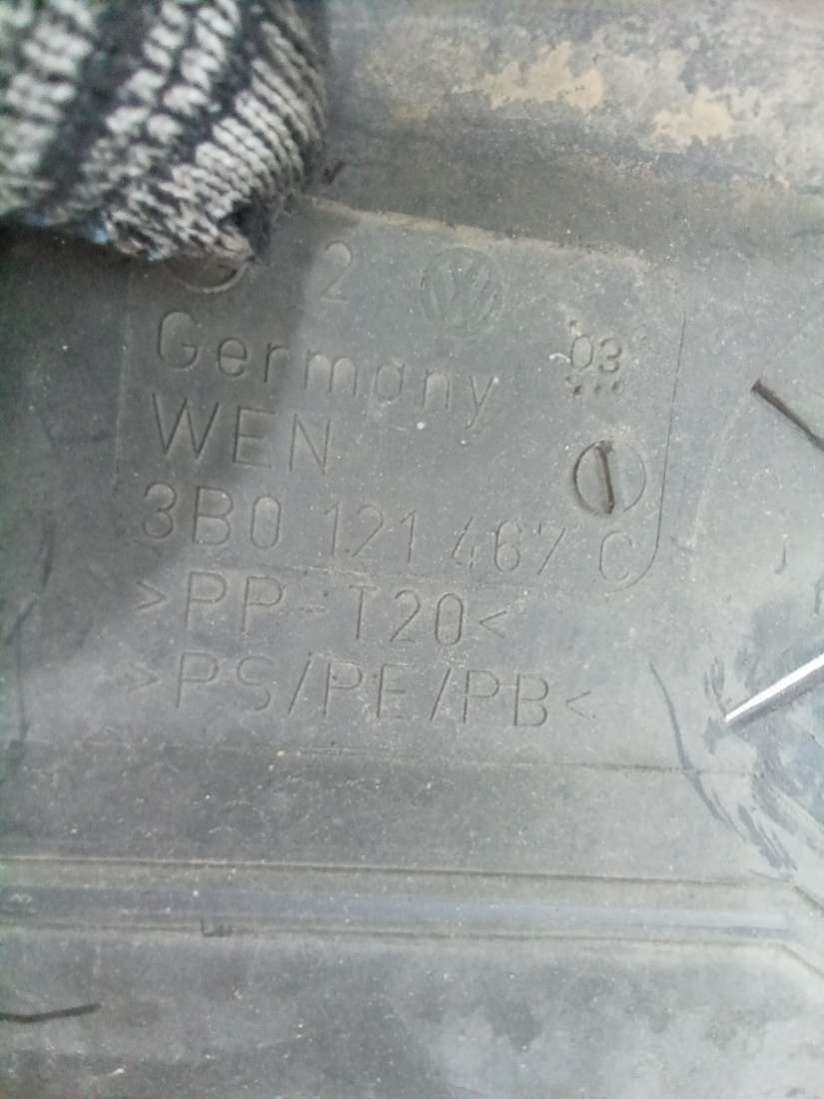 2
03
Germany
WEN
3B0 121 467 C
>PP-T20<
>PS/PE/PB<